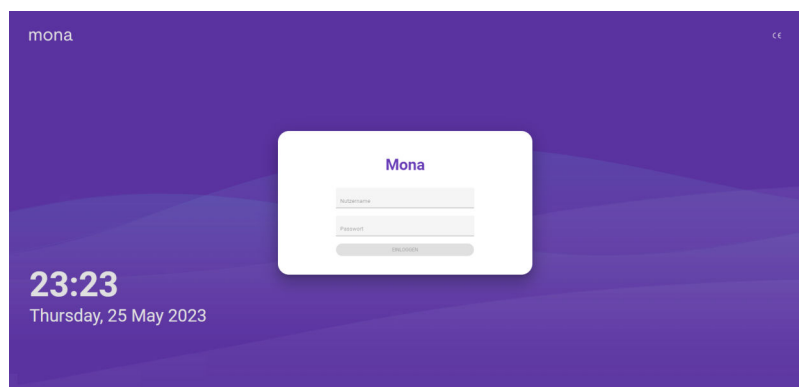 mona
CE
Mona
Nutzername
Passwort
EINLOGGEN
23:23
Thursday, 25 May 2023